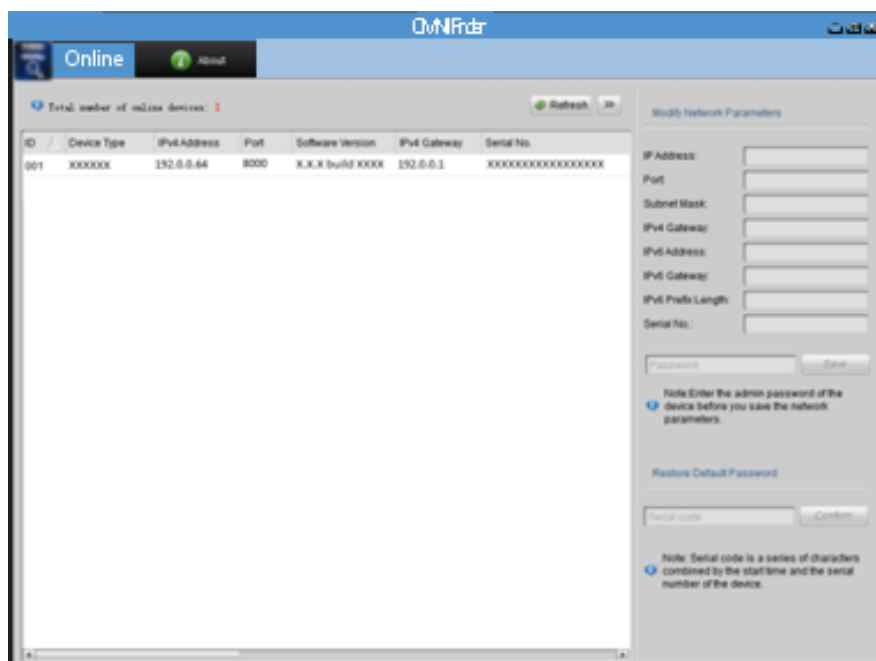 Online
About
Total number of online devices: 1
Refresh
ID Device Type IPv4 Address Port Software Version IPv4 Gateway Serial No.
001 XXXXXX 192.0.0.64 8000 X.X.X build XXXX 192.0.0.1 XXXXXXXXXXXXXXXXXX
Modify Network Parameters
IP Address:
Port:
Subnet Mask:
IPv4 Gateway:
IPv6 Address:
IPv6 Gateway:
IPv6 Prefix Length:
Serial No.:
Password
Save
Note:Enter the admin password of the
device before you save the network
parameters.
Restore Default Password
Serial code
Confirm
Note: Serial code is a series of characters
combined by the start time and the serial
number of the device.